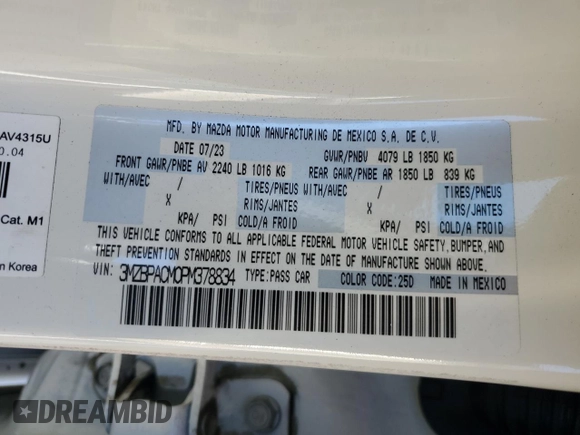 AV4315U
0.04
Cat. M1
n Korea
MFD. BY MAZDA MOTOR MANUFACTURING DE MEXICO S.A. DE C.V.
DATE 07/23 GVWR/PNBV 4079 LB 1850 KG
FRONT GAWR/PNBE AV 2240 LB 1016 KG REAR GAWR/PNBE AR 1850 LB 839 KG
WITH/AVEC / TIRES/PNEUS WITH/AVEC / TIRES/PNEUS
X RIMS/JANTES X RIMS/JANTES
KPA/ PSI COLD/A FROID KPA/ PSI COLD/A FROID
THIS VEHICLE CONFORMS TO ALL APPLICABLE FEDERAL MOTOR VEHICLE SAFETY, BUMPER, AND
THEFT PREVENTION STANDARDS IN EFFECT ON THE DATE OF MANUFACTURE SHOWN ABOVE.
VIN: 3MZBPACM0PM378834 TYPE: PASS CAR COLOR CODE: 25D MADE IN MEXICO
DREAMBID